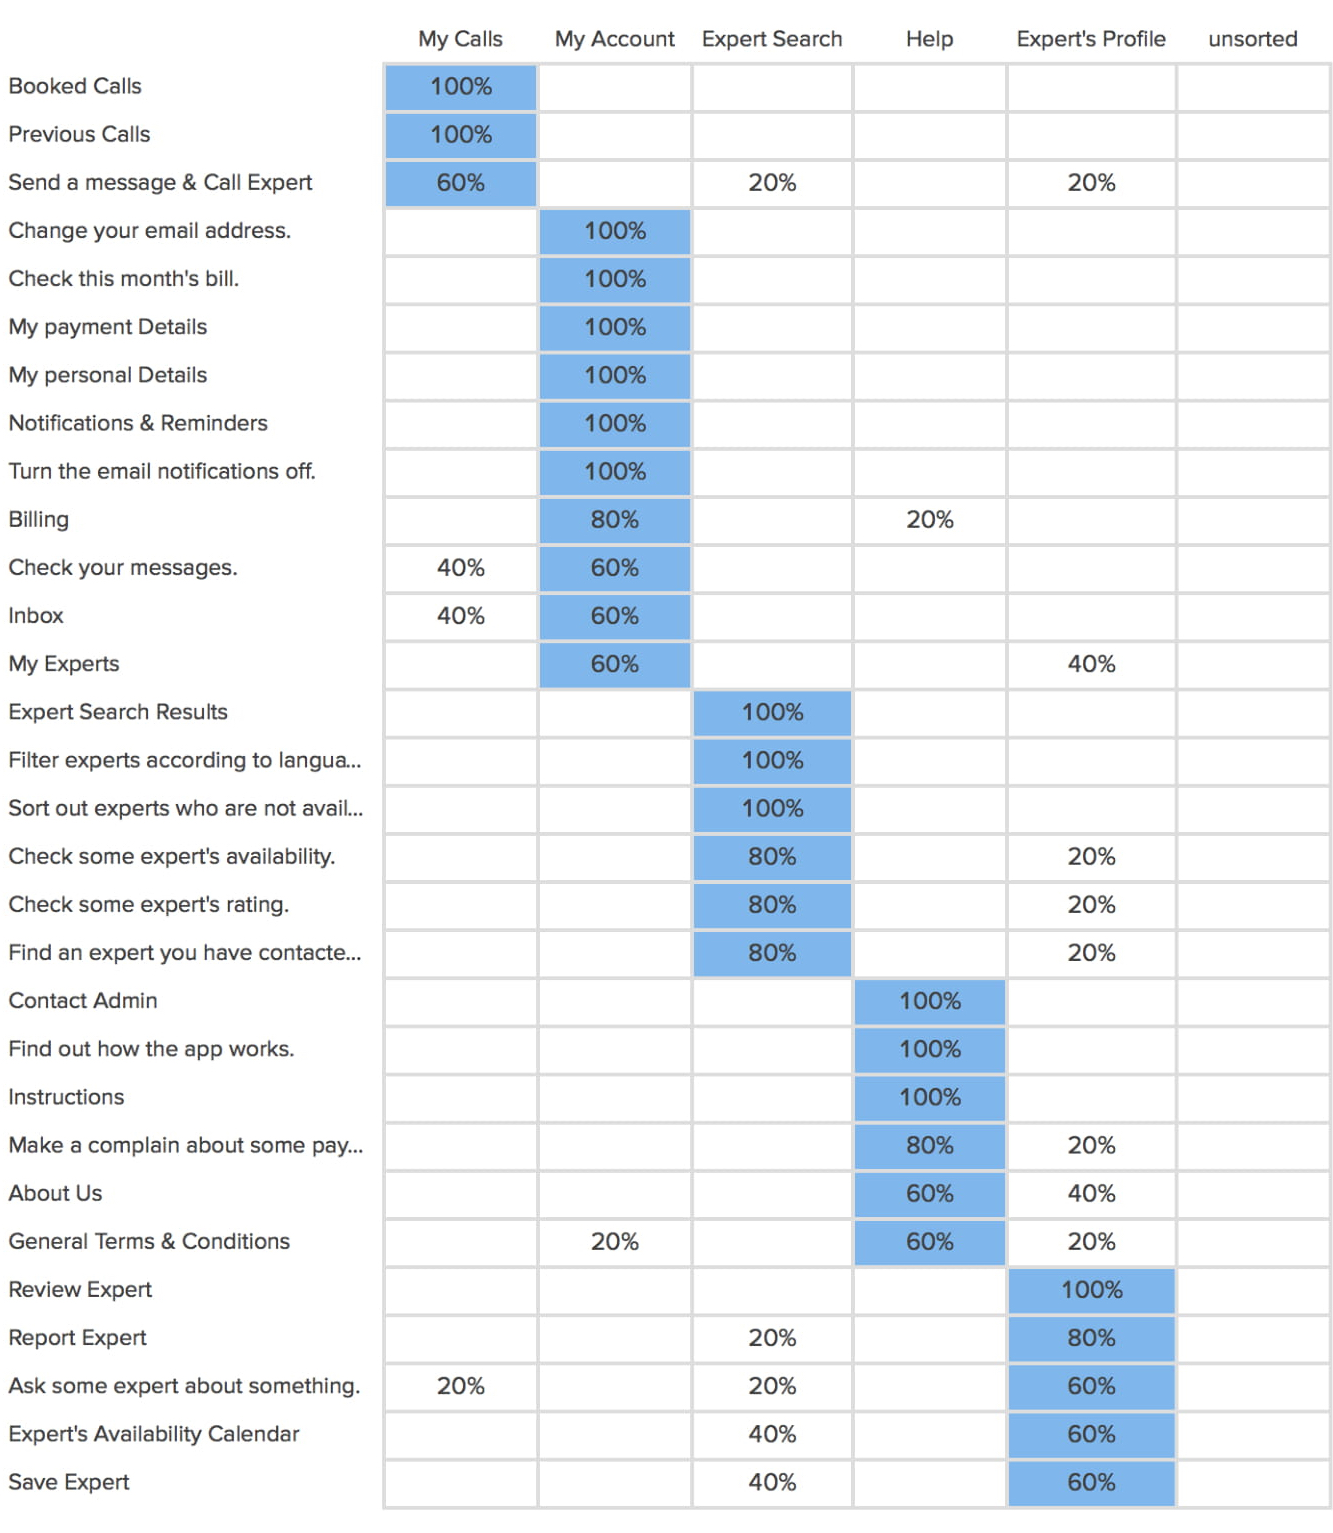 My Calls My Account Expert Search Help Expert's Profile unsorted
Booked Calls 100%
Previous Calls 100%
Send a message & Call Expert 60% 20% 20%
Change your email address. 100%
Check this month's bill. 100%
My payment Details 100%
My personal Details 100%
Notifications & Reminders 100%
Turn the email notifications off. 100%
Billing 80% 20%
Check your messages. 40% 60%
Inbox 40% 60%
My Experts 60% 40%
Expert Search Results 100%
Filter experts according to langua... 100%
Sort out experts who are not avail... 100%
Check some expert's availability. 80% 20%
Check some expert's rating. 80% 20%
Find an expert you have contacte... 80% 20%
Contact Admin 100%
Find out how the app works. 100%
Instructions 100%
Make a complain about some pay... 80% 20%
About Us 60% 40%
General Terms & Conditions 20% 60% 20%
Review Expert 100%
Report Expert 20% 80%
Ask some expert about something. 20% 20% 60%
Expert's Availability Calendar 40% 60%
Save Expert 40% 60%